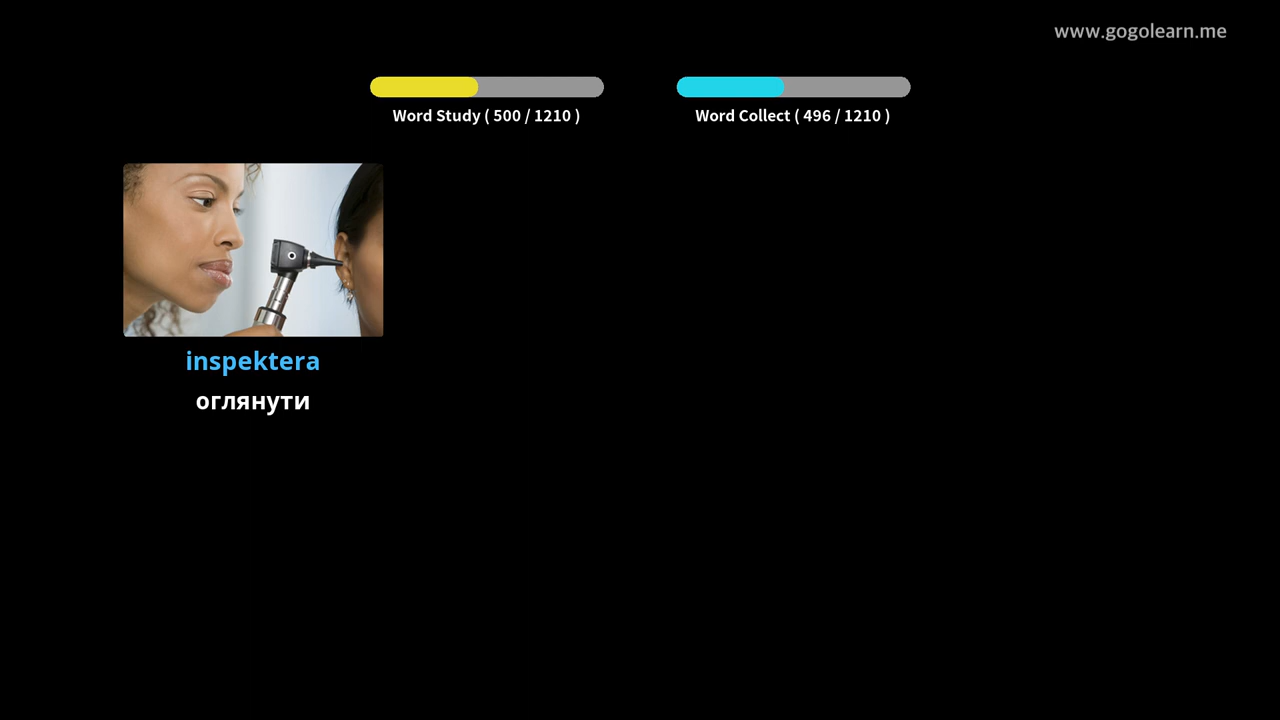 www.gogolearn.me
Word Study ( 500 / 1210 )
Word Collect ( 496 / 1210 )
inspektera
оглянути